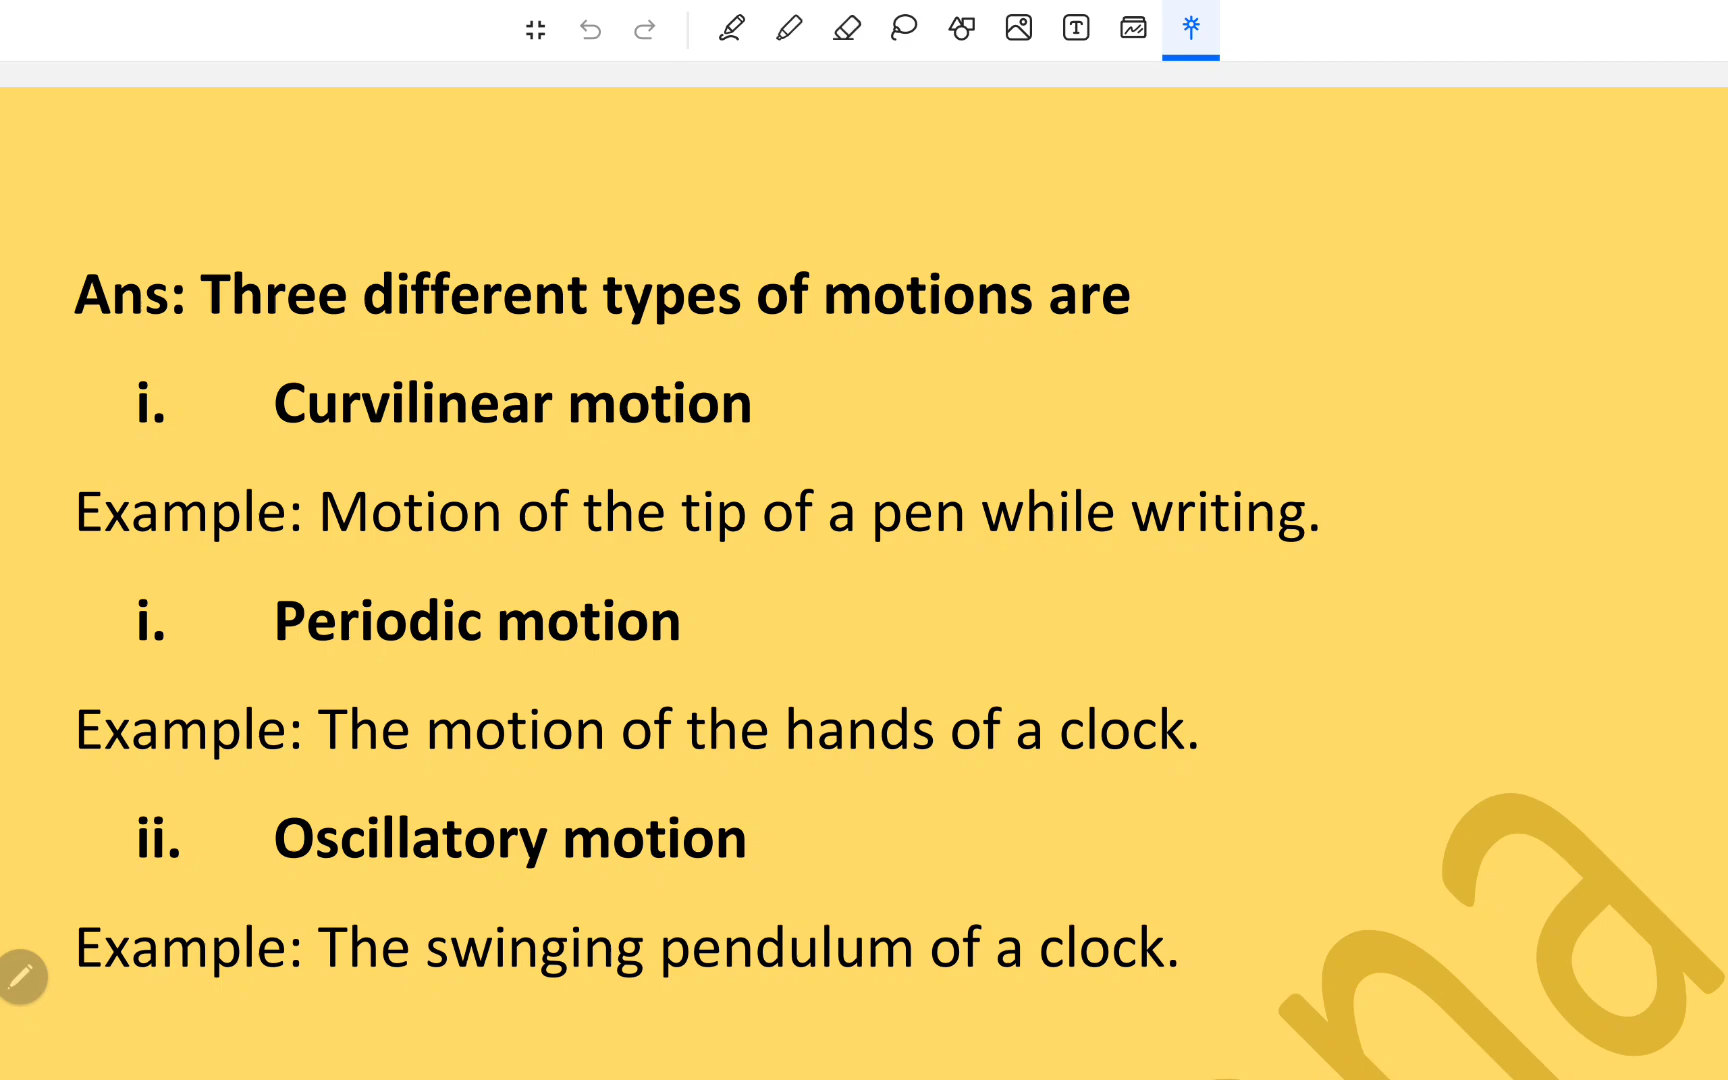 Ans: Three different types of motions are
i. Curvilinear motion
Example: Motion of the tip of a pen while writing.
i. Periodic motion
Example: The motion of the hands of a clock.
ii. Oscillatory motion
Example: The swinging pendulum of a clock.
na